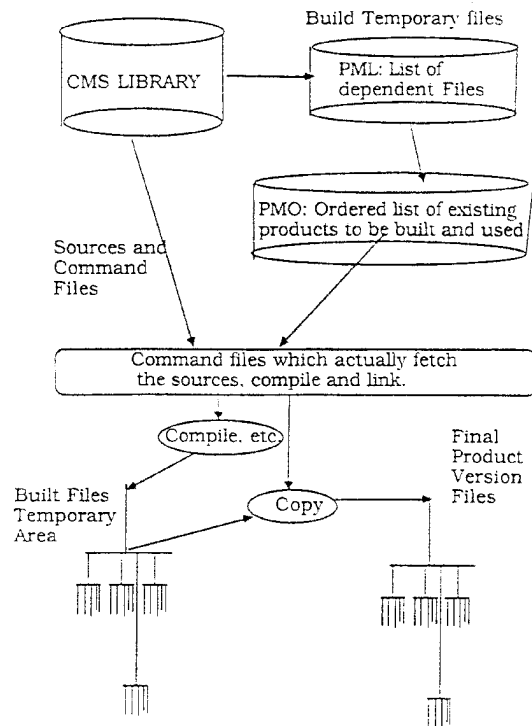 Build Temporary files
CMS LIBRARY
PML: List of
dependent Files
PMO: Ordered list of existing
products to be built and used
Sources and
Command
Files
Command files which actually fetch
the sources, compile and link.
Compile, etc.
Final
Product
Version
Files
Built Files
Temporary
Area
Copy